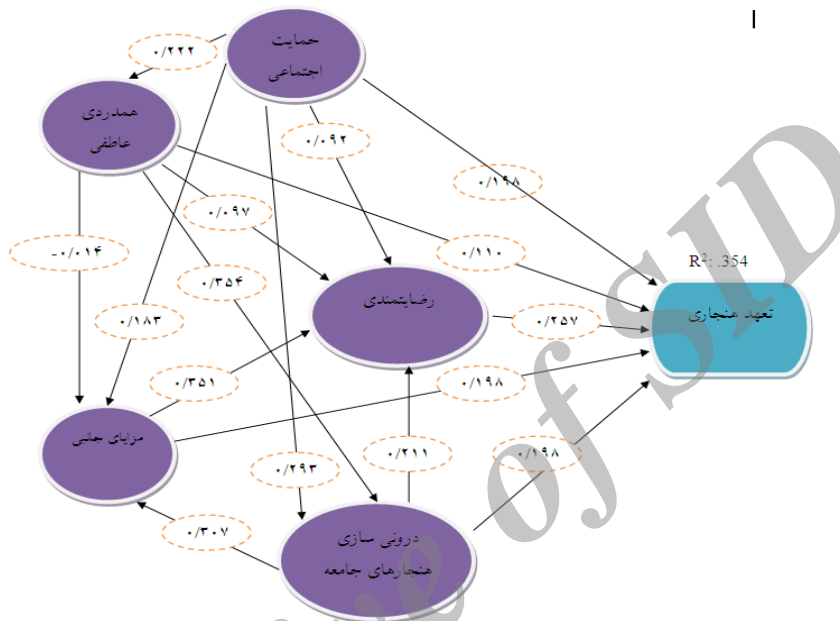 حمایت
اجتماعی
۰/۲۲۲
همدردی
عاطفی
۰/۰۹۲
۰/۱۹۸
۰/۰۹۷
-۰/۰۱۴
۰/۱۱۰
۰/۳۵۴
R²: .354
رضایتمندی
تعهد هنجاری
۰/۲۵۷
۰/۱۸۳
۰/۳۵۱
۰/۱۹۸
مزایای جانبی
۰/۲۱۱
۰/۱۹۸
۰/۲۹۳
۰/۳۰۷
درونی سازی
هنجارهای جامعه
e of SID